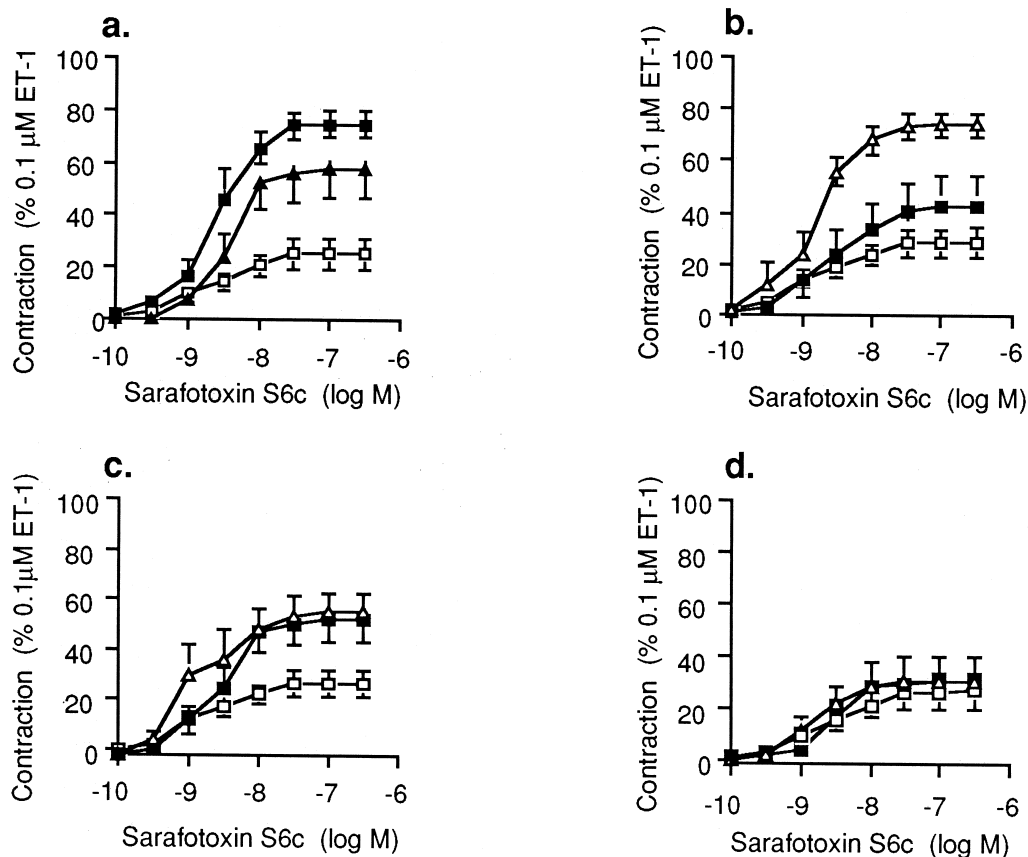 a.
Contraction (% 0.1 µM ET-1
100
80
60
40
20
0
-10 -9 -8 -7 -6
Sarafotoxin S6c (log M)
b.
Contraction (% 0.1 µM ET-1)
100
80
60
40
20
0
-10 -9 -8 -7 -6
Sarafotoxin S6c (log M)
c.
Contraction (% 0.1µM ET-1)
100
80
60
40
20
0
-10 -9 -8 -7 -6
Sarafotoxin S6c (log M)
d.
Contraction (% 0.1 µM ET-1)
100
80
60
40
20
0
-10 -9 -8 -7 -6
Sarafotoxin S6c (log M)